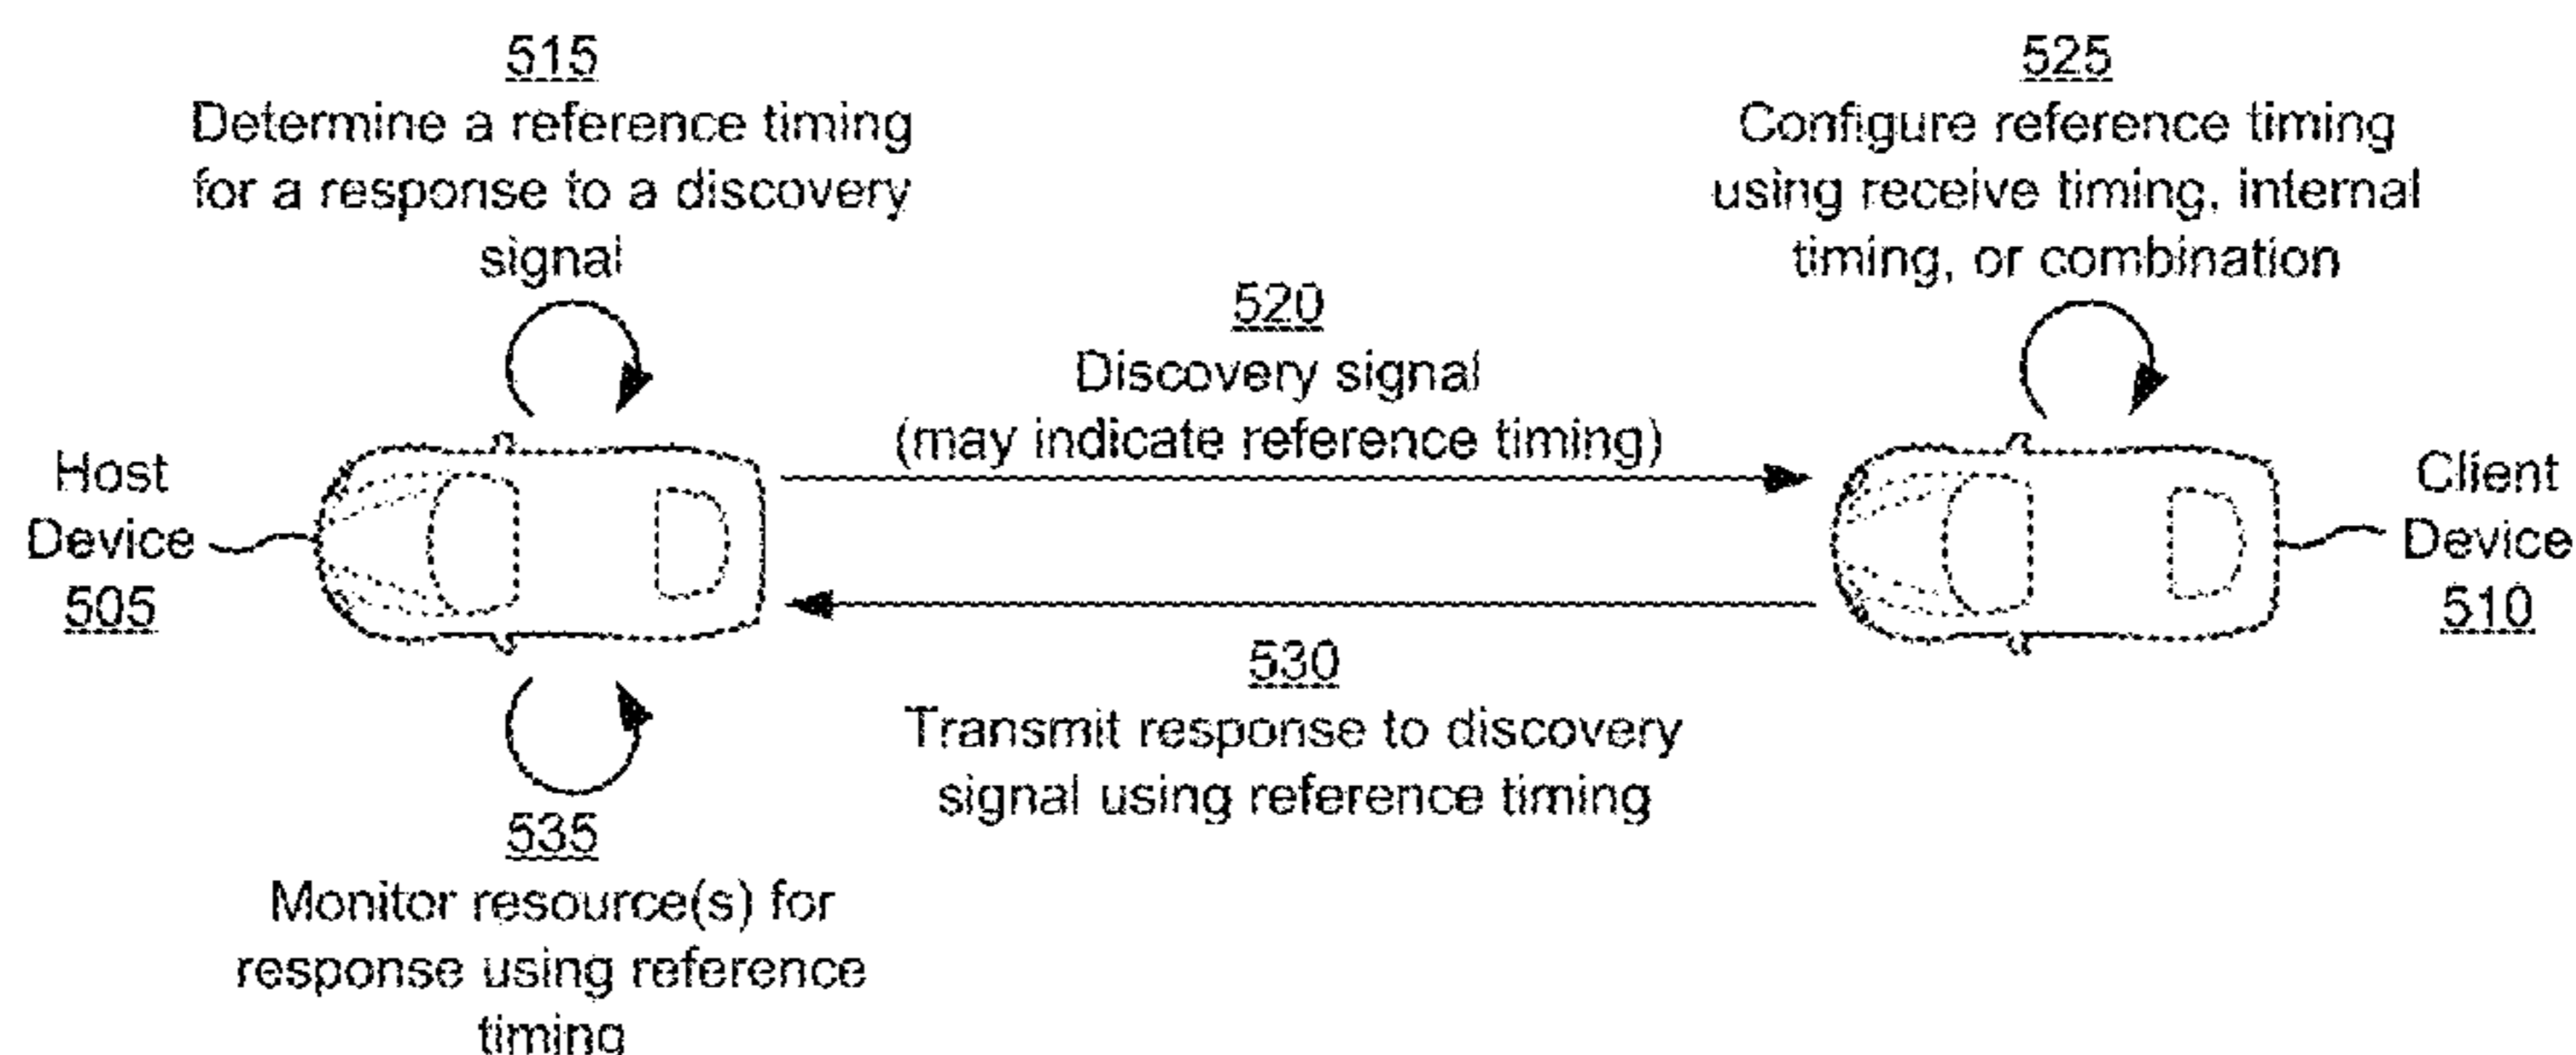 515
Determine a reference timing
for a response to a discovery
signal
525
Configure reference timing
using receive timing, internal
timing, or combination
520
Discovery signal
(may indicate reference timing)
Host
Device
505
Client
Device
510
530
Transmit response to discovery
signal using reference timing
535
Monitor resource(s) for
response using reference
timing